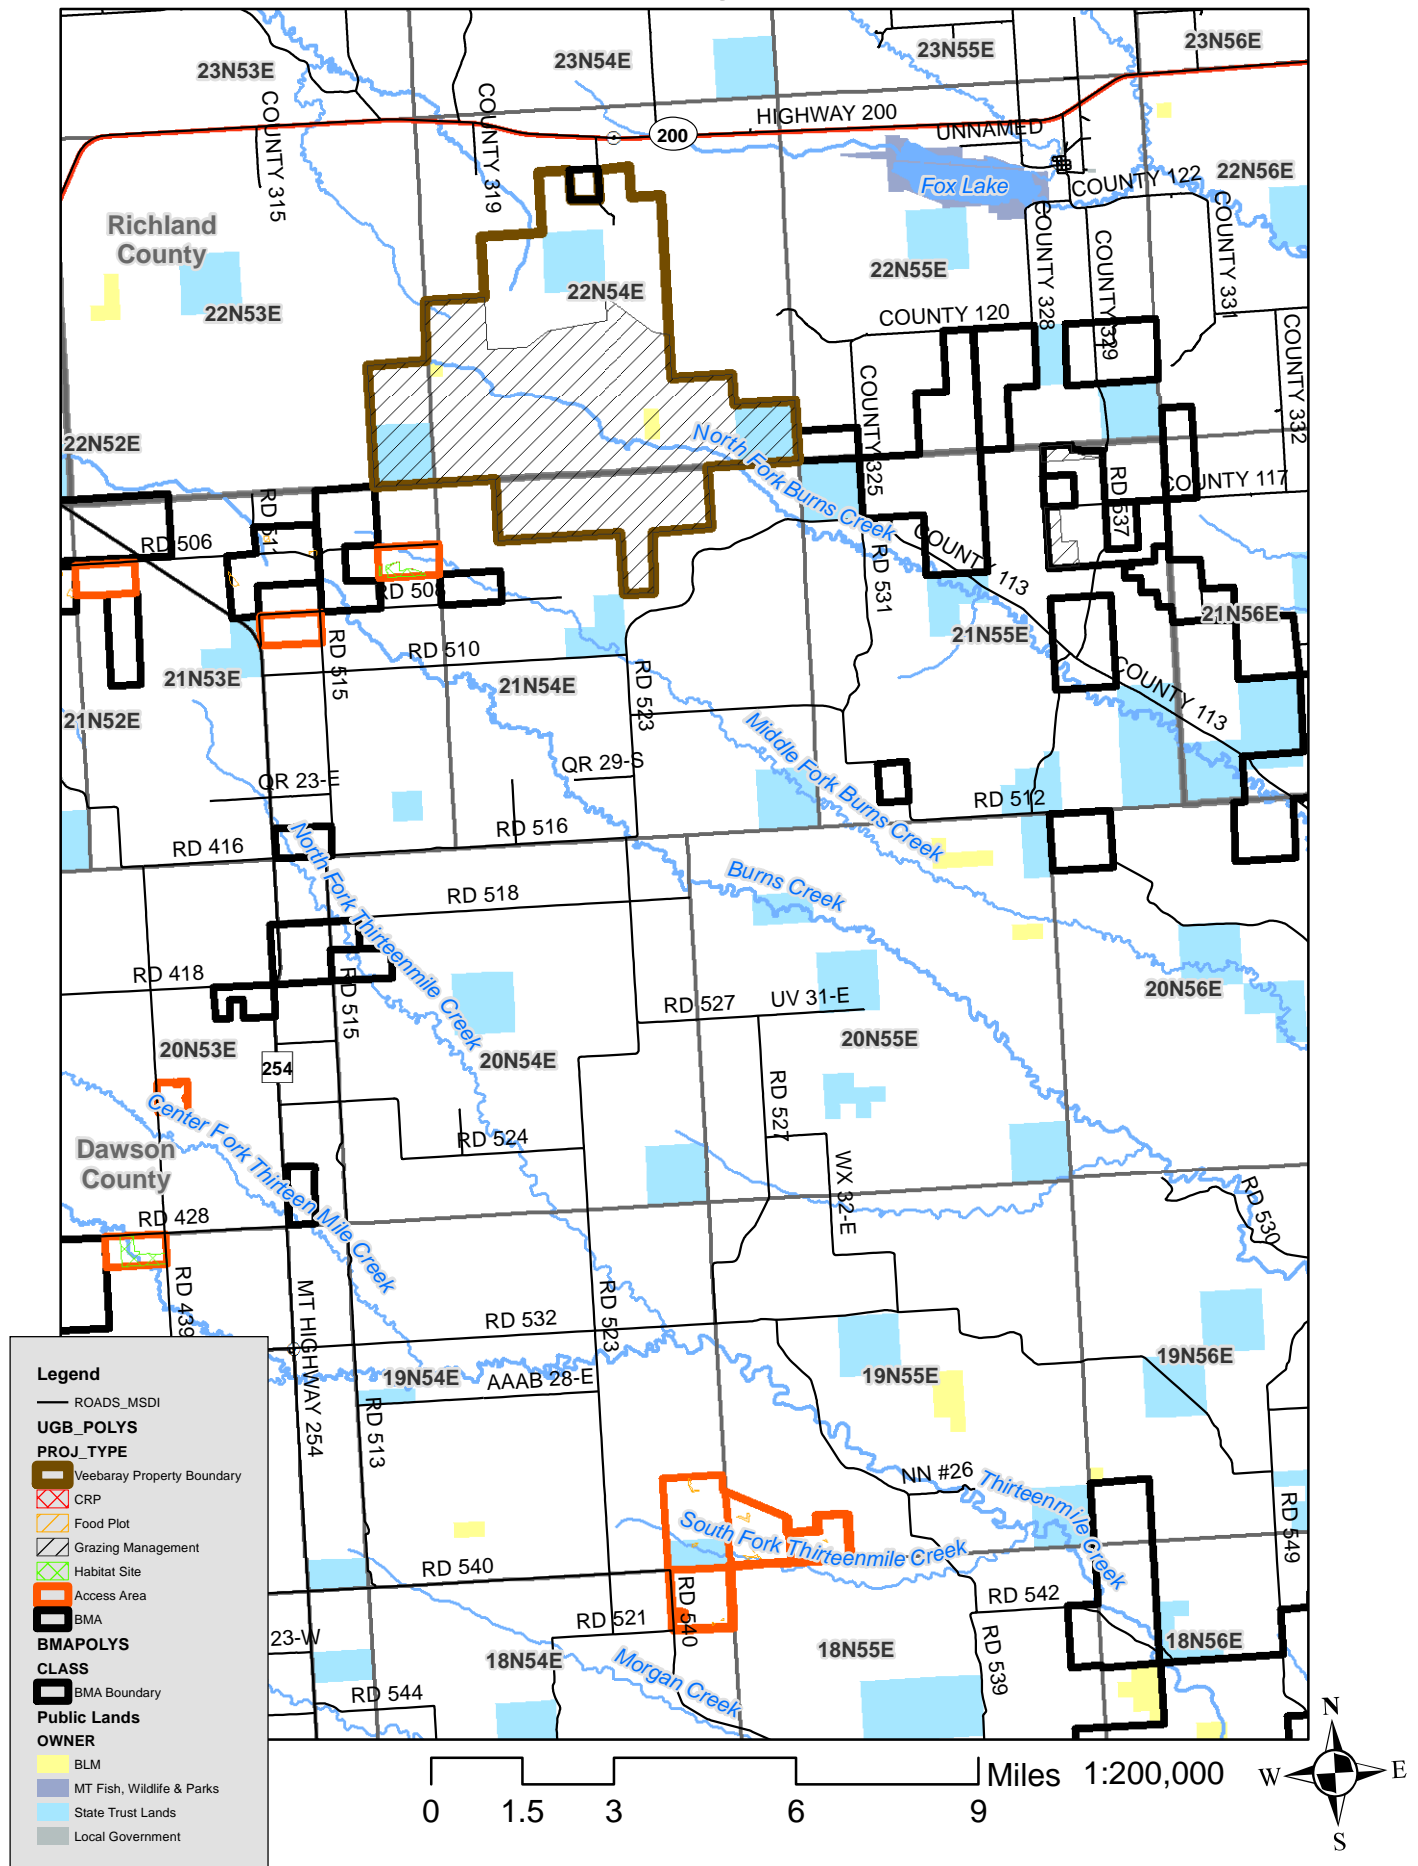 23N53E
23N54E
23N55E
23N56E
HIGHWAY 200
200
UNNAMED
COUNTY 315
COUNTY 319
Fox Lake
COUNTY 122
22N56E
Richland
County
22N53E
22N54E
22N55E
COUNTY 328
COUNTY 329
COUNTY 331
COUNTY 120
COUNTY 332
COUNTY 325
22N52E
North Fork Burns Creek
COUNTY 117
RD 537
RD 511
RD 506
RD 508
COUNTY 113
RD 531
21N56E
21N55E
RD 510
RD 515
21N53E
21N54E
RD 523
COUNTY 113
21N52E
Middle Fork Burns Creek
QR 29-S
QR 23-E
RD 512
RD 516
RD 416
North Fork Thirteenmile Creek
Burns Creek
RD 518
RD 418
RD 515
RD 527
UV 31-E
20N56E
20N53E
20N54E
20N55E
254
Center Fork Thirteen Mile Creek
RD 527
RD 524
Dawson
County
WX 32-E
RD 530
RD 428
RD 439
MT HIGHWAY 254
RD 532
RD 523
19N54E
AAAB 28-E
19N55E
19N56E
RD 513
NN #26
Thirteenmile Creek
South Fork Thirteenmile Creek
RD 549
RD 540
RD 540
RD 542
RD 521
23-W
18N54E
18N55E
RD 539
18N56E
Morgan Creek
RD 544
Legend
ROADS_MSDI
UGB_POLYS
PROJ_TYPE
Veebaray Property Boundary
CRP
Food Plot
Grazing Management
Habitat Site
Access Area
BMA
BMAPOLYS
CLASS
BMA Boundary
Public Lands
OWNER
BLM
MT Fish, Wildlife & Parks
State Trust Lands
Local Government
0 1.5 3 6 9
Miles 1:200,000
N
W E
S